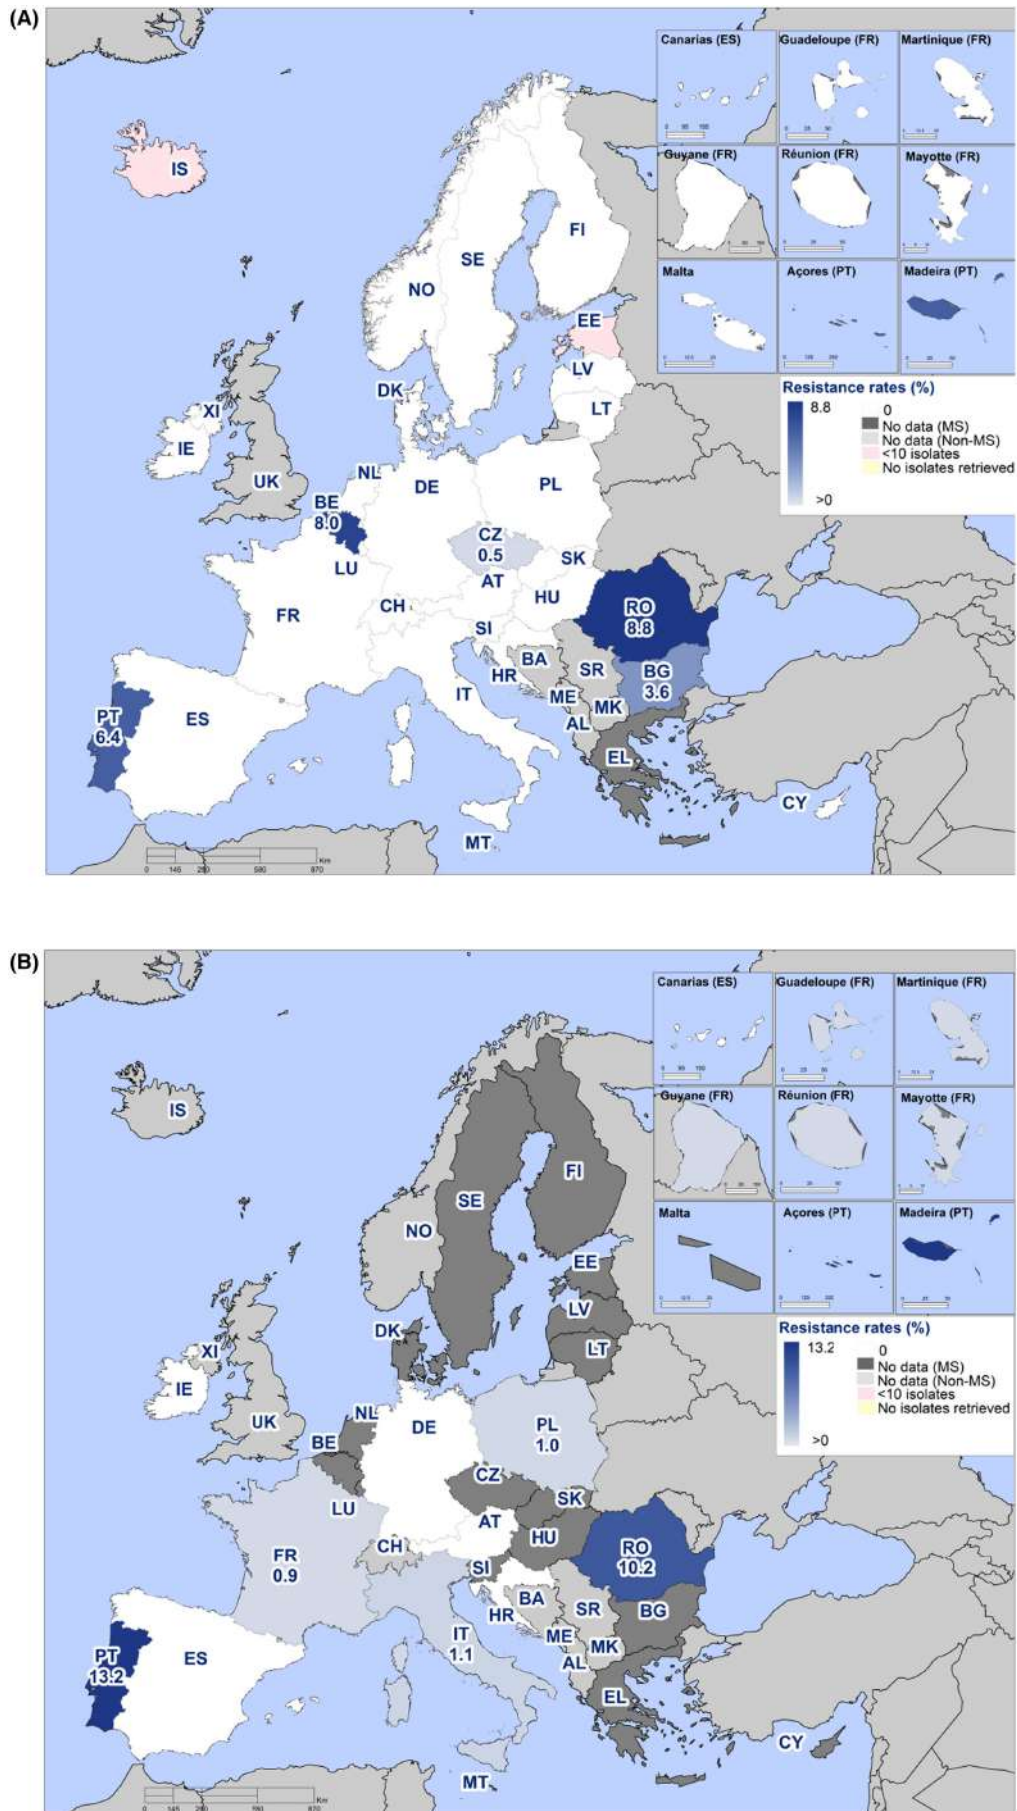 (A)
Canarias (ES)
Guadeloupe (FR)
Martinique (FR)
Guyane (FR)
Réunion (FR)
Mayotte (FR)
Malta
Açores (PT)
Madeira (PT)
IS
FI
SE
NO
EE
LV
DK
LT
XI
IE
UK
NL
DE
PL
BE
8.0
CZ
0.5
SK
LU
AT
HU
CH
FR
SI
RO
8.8
BA
SR
BG
3.6
HR
ME
MK
IT
AL
PT
6.4
ES
EL
CY
MT
Resistance rates (%)
8.8
>0
0
No data (MS)
No data (Non-MS)
<10 isolates
No isolates retrieved
0 145 290 580 870
Km
(B)
Canarias (ES)
Guadeloupe (FR)
Martinique (FR)
Guyane (FR)
Réunion (FR)
Mayotte (FR)
Malta
Açores (PT)
Madeira (PT)
IS
FI
SE
NO
EE
LV
DK
LT
XI
IE
UK
NL
DE
PL
1.0
BE
CZ
SK
LU
AT
HU
CH
FR
0.9
SI
RO
10.2
BA
SR
BG
HR
ME
MK
IT
1.1
AL
PT
13.2
ES
EL
CY
MT
Resistance rates (%)
13.2
>0
0
No data (MS)
No data (Non-MS)
<10 isolates
No isolates retrieved